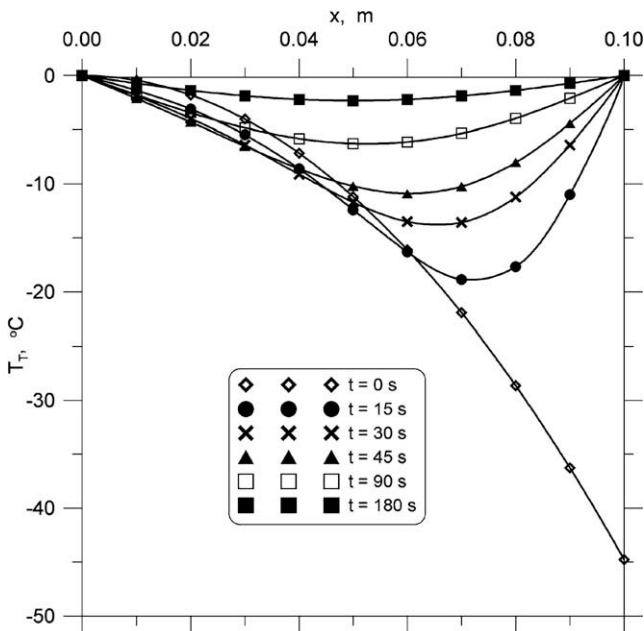 x, m
0.00 0.02 0.04 0.06 0.08 0.10
0
-10
-20
-30
-40
-50
T_T, °C
t = 0 s
t = 15 s
t = 30 s
t = 45 s
t = 90 s
t = 180 s